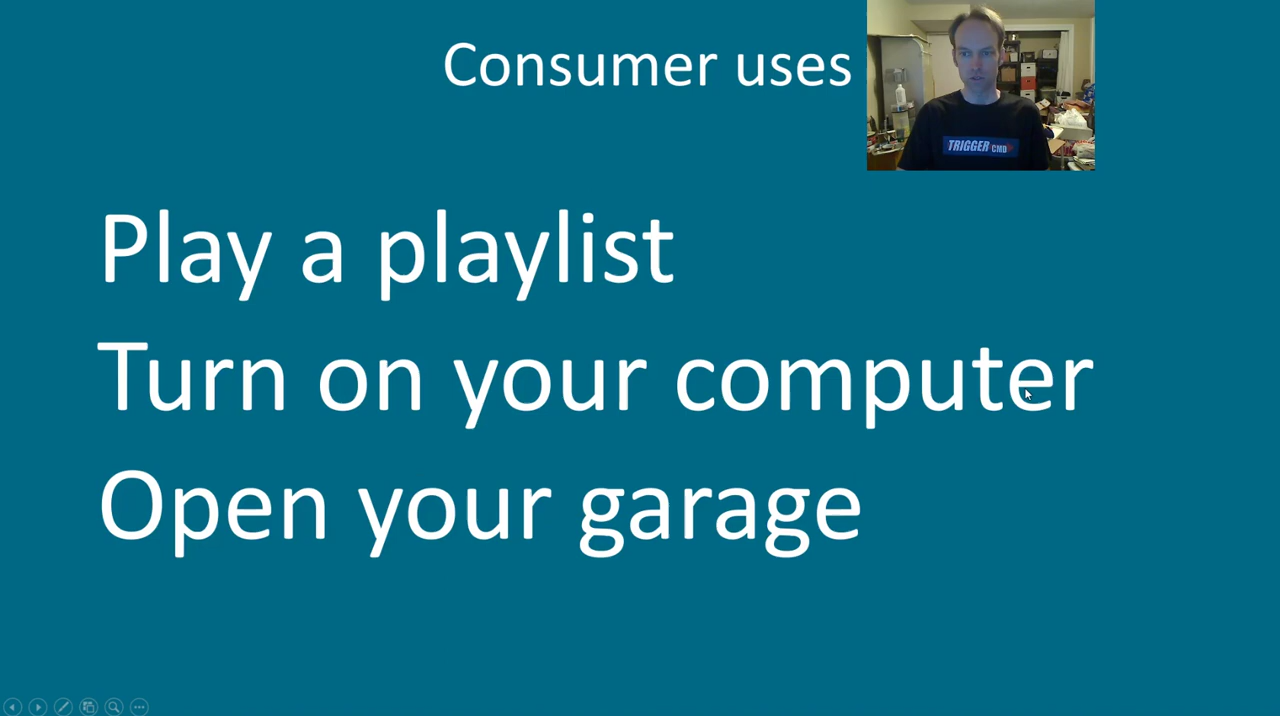 Consumer uses
TRIGGER CMD
Play a playlist
Turn on your computer
Open your garage